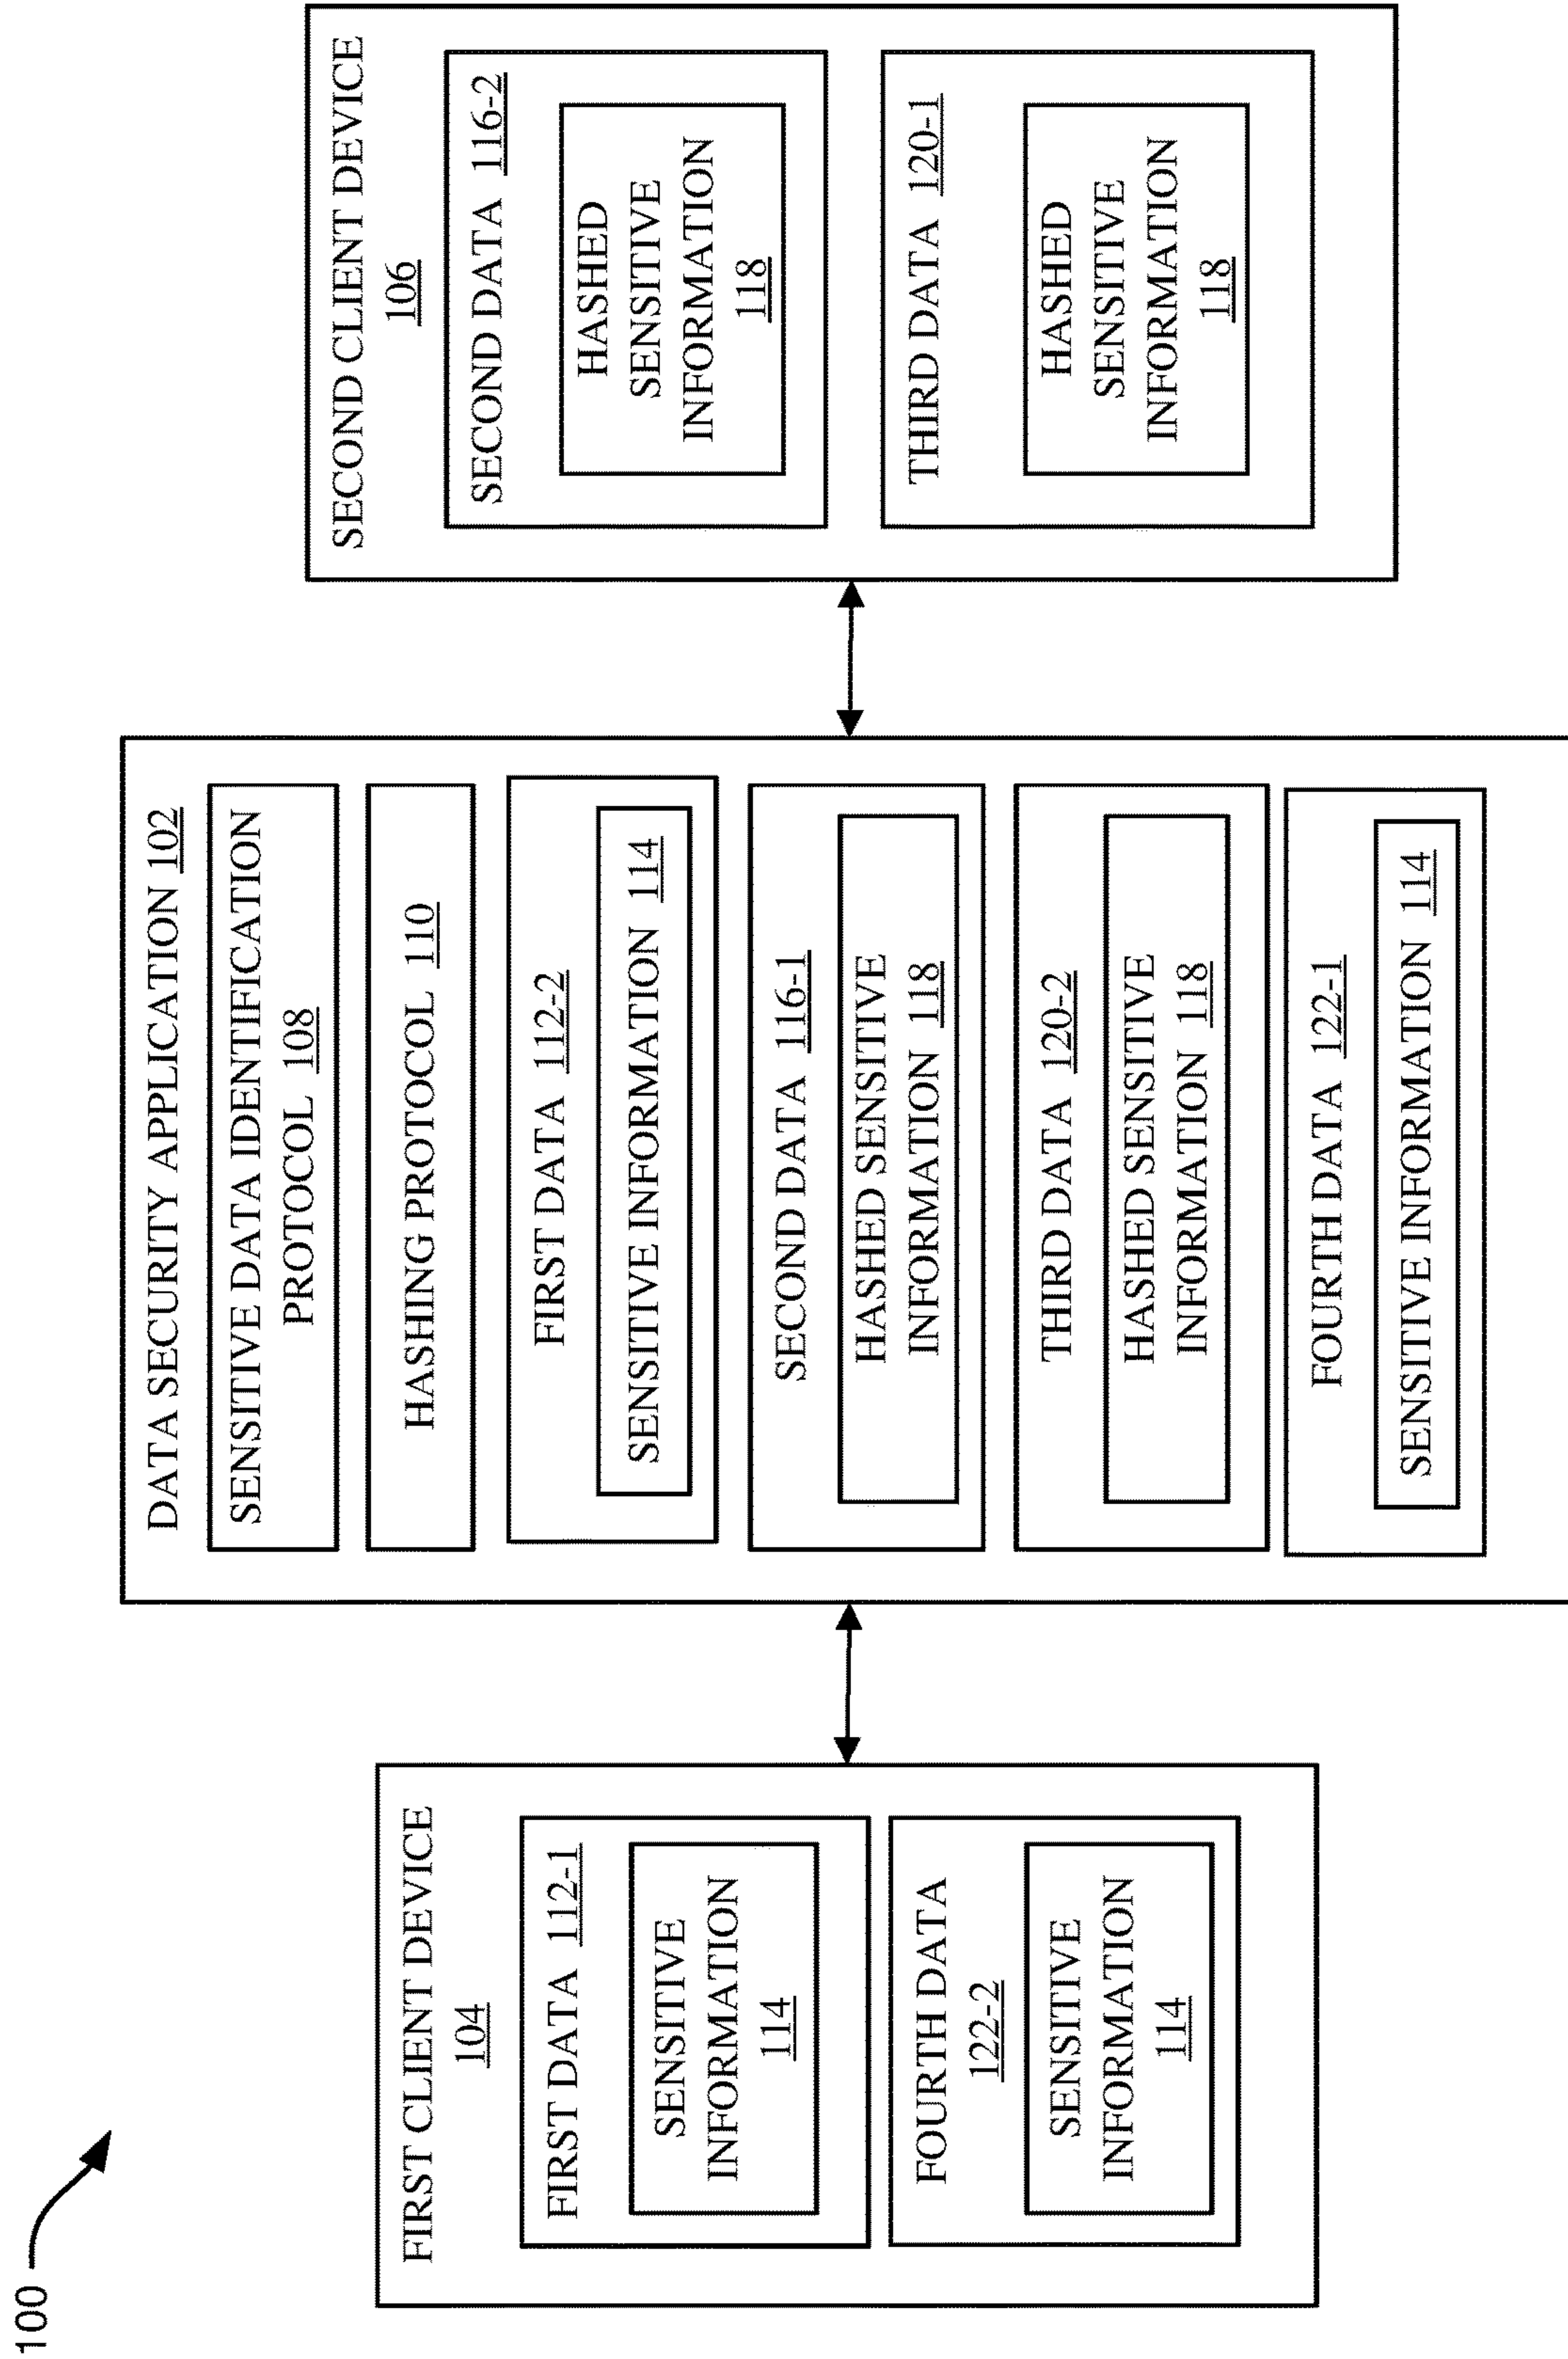 100
FIRST CLIENT DEVICE
104
FIRST DATA 112-1
SENSITIVE
INFORMATION
114
FOURTH DATA
122-2
SENSITIVE
INFORMATION
114
DATA SECURITY APPLICATION 102
SENSITIVE DATA IDENTIFICATION
PROTOCOL 108
HASHING PROTOCOL 110
FIRST DATA 112-2
SENSITIVE INFORMATION 114
SECOND DATA 116-1
HASHED SENSITIVE
INFORMATION 118
THIRD DATA 120-2
HASHED SENSITIVE
INFORMATION 118
FOURTH DATA 122-1
SENSITIVE INFORMATION 114
SECOND CLIENT DEVICE
106
SECOND DATA 116-2
HASHED
SENSITIVE
INFORMATION
118
THIRD DATA 120-1
HASHED
SENSITIVE
INFORMATION
118